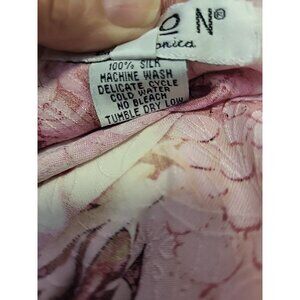 N®
100% SILK
MACHINE WASH
DELICATE CYCLE
COLD WATER
NO BLEACH
TUMBLE DRY LOW